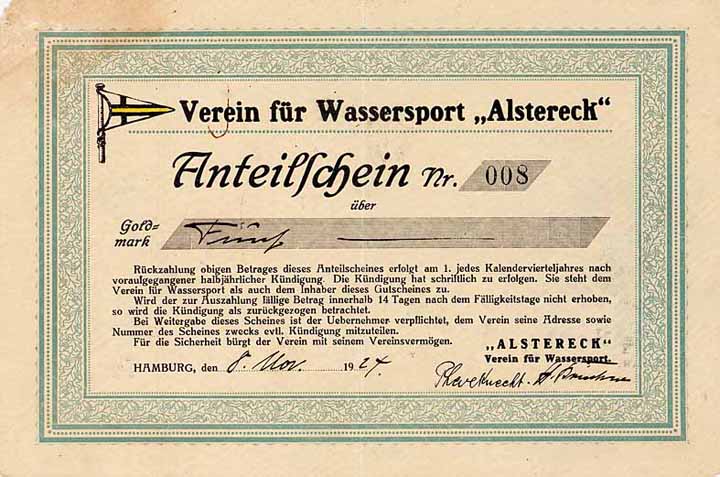 Verein für Wassersport „Alstereck“
Anteilschein Nr. 008
über
Gold=
mark Fünf
Rückzahlung obigen Betrages dieses Anteilscheines erfolgt am 1. jedes Kalendervierteljahres nach
voraufgegangener halbjährlicher Kündigung. Die Kündigung hat schriftlich zu erfolgen. Sie steht dem
Verein für Wassersport als auch dem Inhaber dieses Gutscheines zu.
Wird der zur Auszahlung fällige Betrag innerhalb 14 Tagen nach dem Fälligkeitstage nicht erhoben,
so wird die Kündigung als zurückgezogen betrachtet.
Bei Weitergabe dieses Scheines ist der Uebernehmer verpflichtet, dem Verein seine Adresse sowie
Nummer des Scheines zwecks evtl. Kündigung mitzuteilen.
Für die Sicherheit bürgt der Verein mit seinem Vereinsvermögen.
„ALSTERECK“
Verein für Wassersport.
HAMBURG, den 8. Nov. 1924